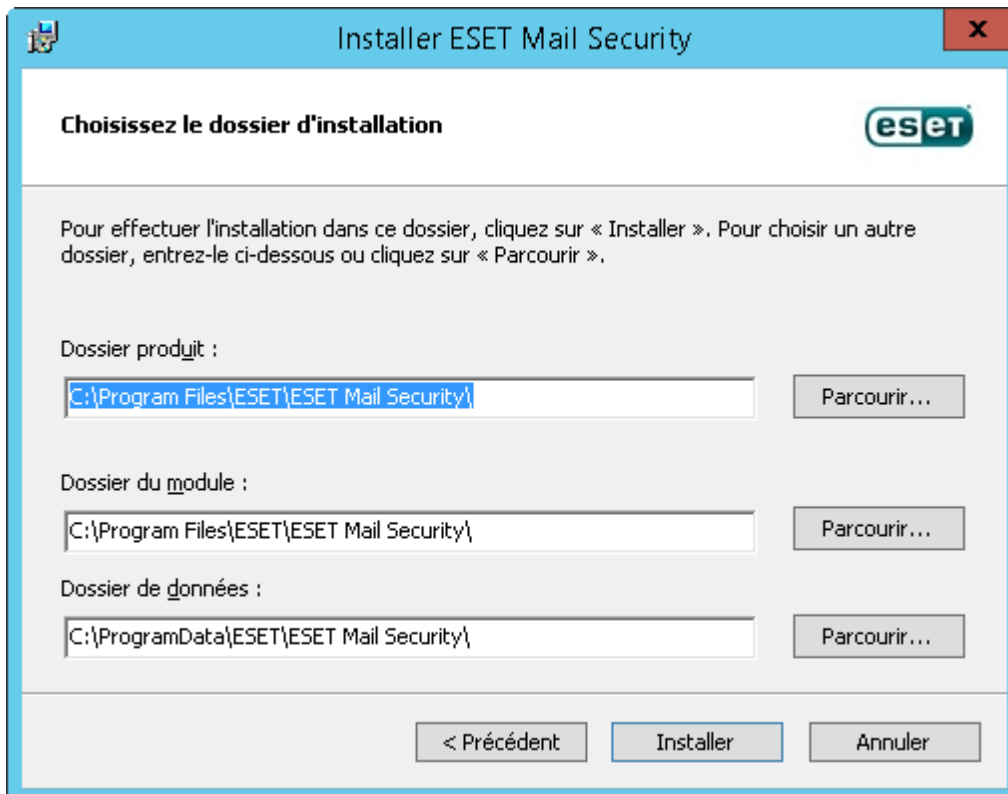 Installer ESET Mail Security
x
Choisissez le dossier d'installation
eseT
Pour effectuer l'installation dans ce dossier, cliquez sur « Installer ». Pour choisir un autre
dossier, entrez-le ci-dessous ou cliquez sur « Parcourir ».
Dossier produit :
C:\Program Files\ESET\ESET Mail Security\
Parcourir...
Dossier du module :
C:\Program Files\ESET\ESET Mail Security\
Parcourir...
Dossier de données :
C:\ProgramData\ESET\ESET Mail Security\
Parcourir...
< Précédent
Installer
Annuler